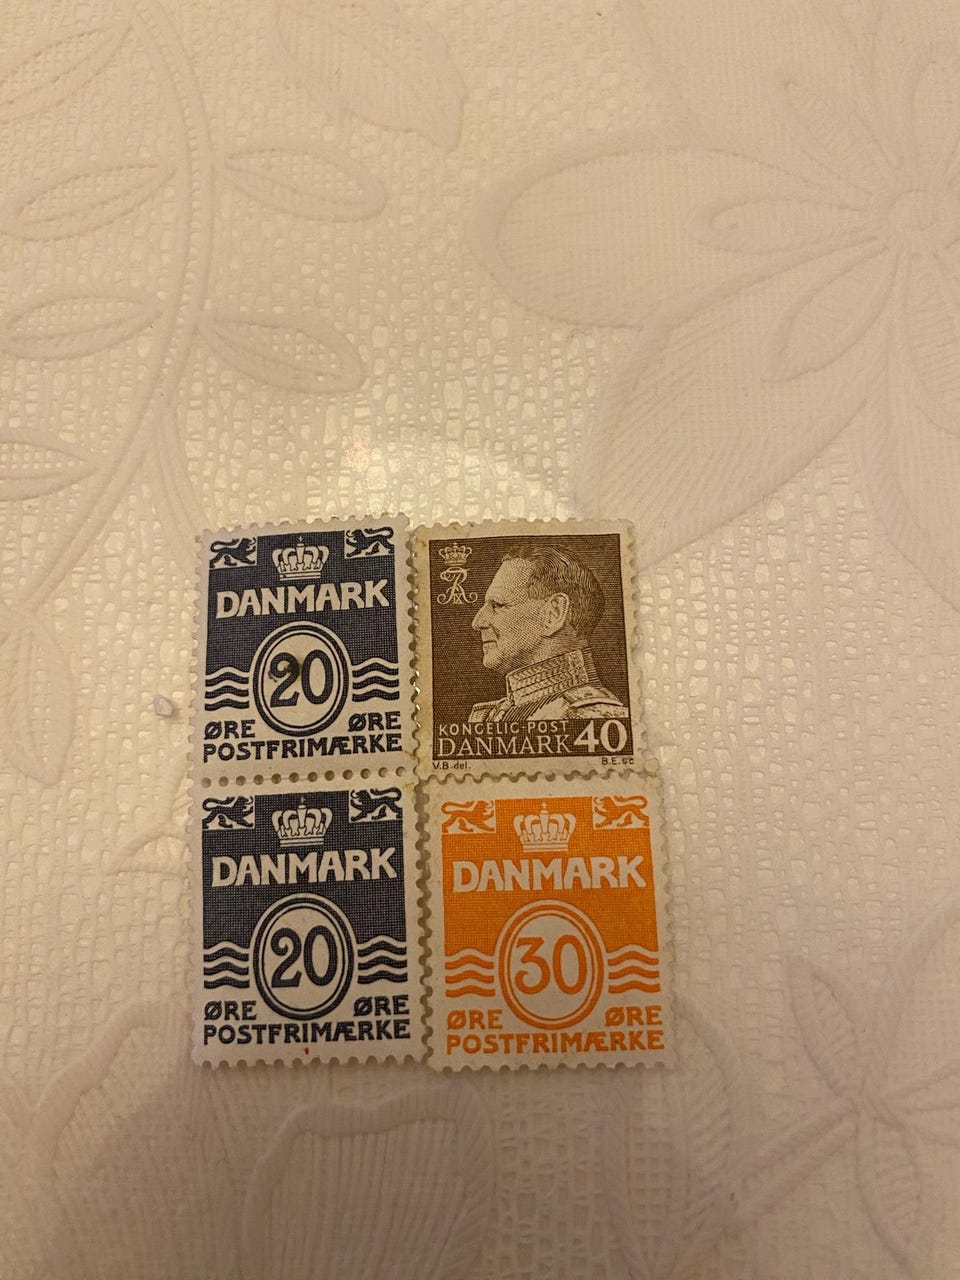 DANMARK
20
ØRE ØRE
POSTFRIMÆRKE
KONGELIG·POST
DANMARK 40
V.B.del. B.E.sc
DANMARK
20
ØRE ØRE
POSTFRIMÆRKE
DANMARK
30
ØRE ØRE
POSTFRIMÆRKE